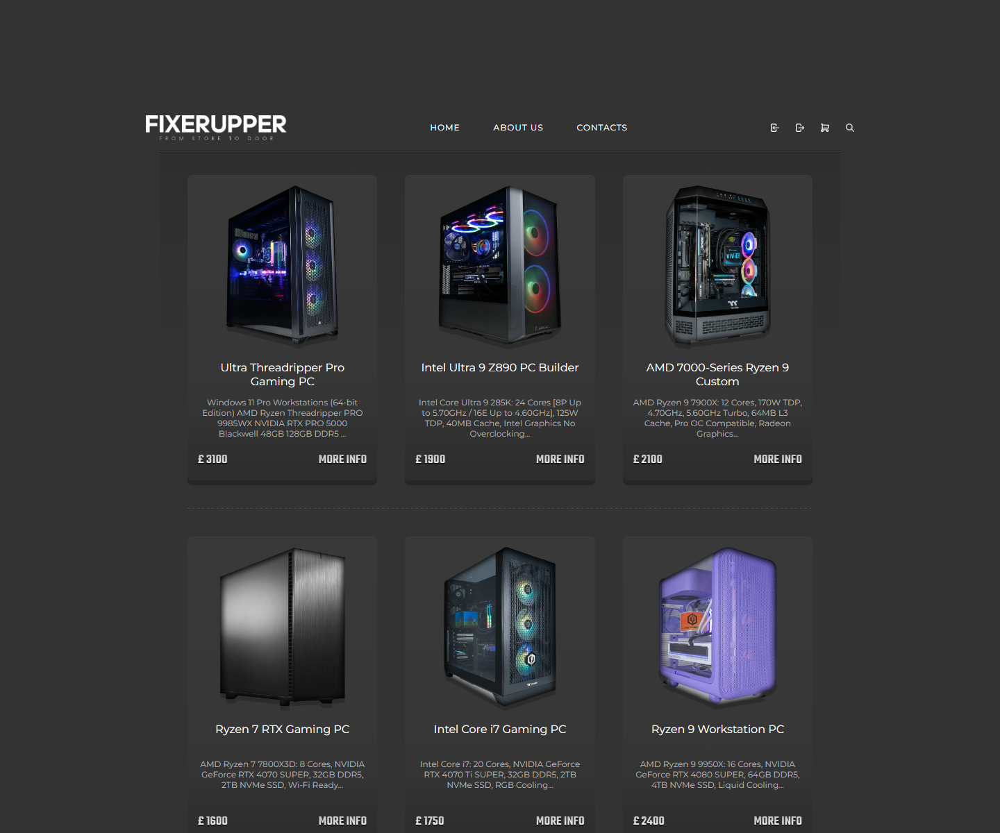 FIXERUPPER
FROM STORE TO DOOR
HOME
ABOUT US
CONTACTS
ViViD!
Ultra Threadripper Pro
Gaming PC
Windows 11 Pro Workstations (64-bit
Edition) AMD Ryzen Threadripper PRO
9985WX NVIDIA RTX PRO 5000
Blackwell 48GB 128GB DDR5 ...
£ 3100
MORE INFO
Intel Ultra 9 Z890 PC Builder
Intel Core Ultra 9 285K: 24 Cores [8P Up
to 5.70GHz / 16E Up to 4.60GHz], 125W
TDP, 40MB Cache, Intel Graphics No
Overclocking...
£ 1900
MORE INFO
AMD 7000-Series Ryzen 9
Custom
AMD Ryzen 9 7900X: 12 Cores, 170W TDP,
4.70GHz, 5.60GHz Turbo, 64MB L3
Cache, Pro OC Compatible, Radeon
Graphics...
£ 2100
MORE INFO
Ryzen 7 RTX Gaming PC
AMD Ryzen 7 7800X3D: 8 Cores, NVIDIA
GeForce RTX 4070 SUPER, 32GB DDR5,
2TB NVMe SSD, Wi-Fi Ready...
£ 1600
MORE INFO
Intel Core i7 Gaming PC
Intel Core i7: 20 Cores, NVIDIA GeForce
RTX 4070 Ti SUPER, 32GB DDR5, 2TB
NVMe SSD, RGB Cooling...
£ 1750
MORE INFO
Ryzen 9 Workstation PC
AMD Ryzen 9 9950X: 16 Cores, NVIDIA
GeForce RTX 4080 SUPER, 64GB DDR5,
4TB NVMe SSD, Liquid Cooling...
£ 2400
MORE INFO